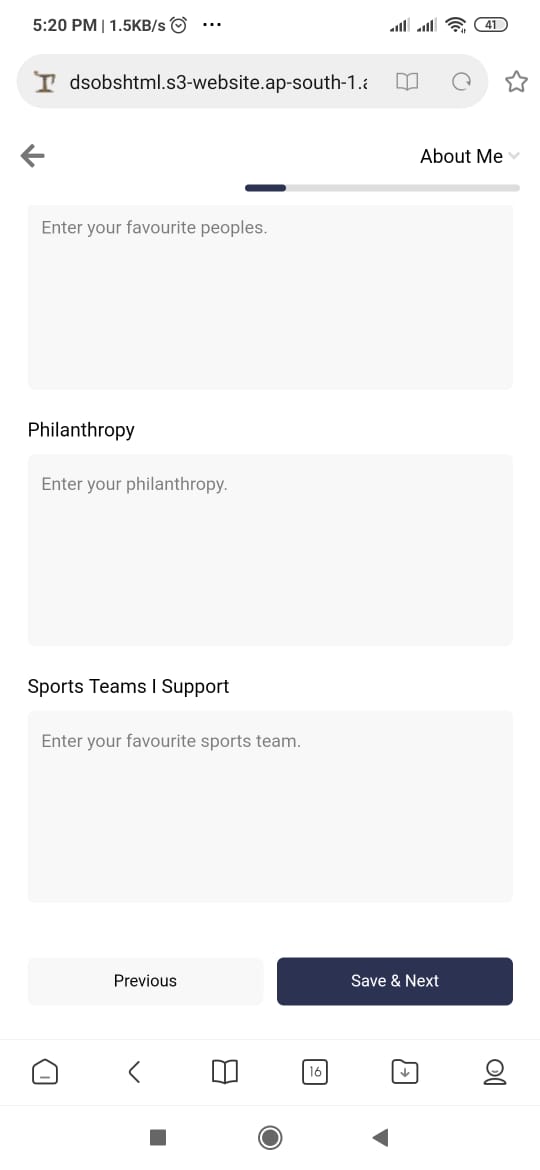 5:20 PM | 1.5KB/s
41
dsobshtml.s3-website.ap-south-1.
About Me
Enter your favourite peoples.
Philanthropy
Enter your philanthropy.
Sports Teams I Support
Enter your favourite sports team.
Previous
Save & Next
16